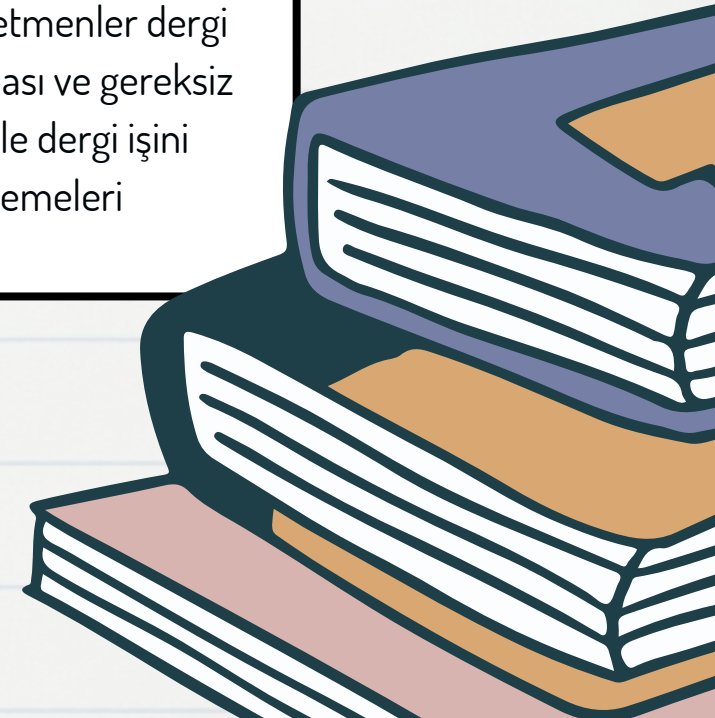 etmenler dergi
ası ve gereksiz
le dergi işini
emeleri